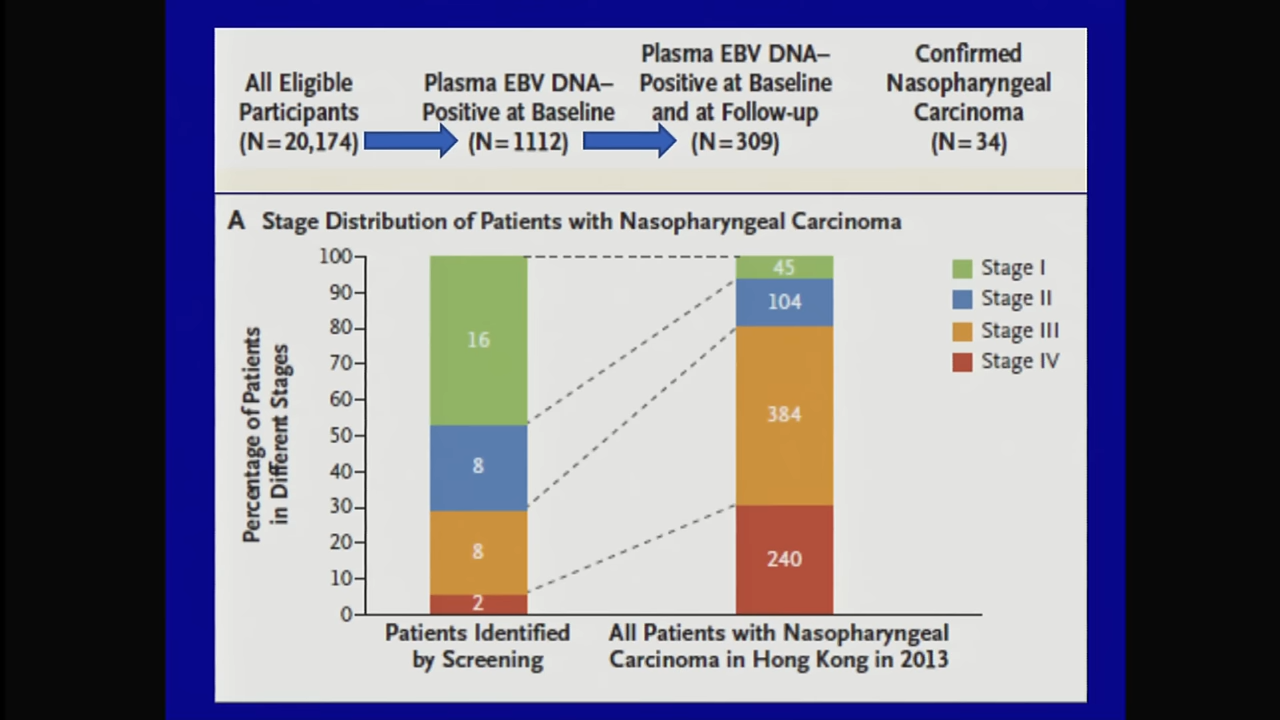 All Eligible
Participants
(N=20,174)
Plasma EBV DNA–
Positive at Baseline
(N=1112)
Plasma EBV DNA–
Positive at Baseline
and at Follow-up
(N=309)
Confirmed
Nasopharyngeal
Carcinoma
(N=34)
A Stage Distribution of Patients with Nasopharyngeal Carcinoma
Percentage of Patients
in Different Stages
100
90
80
70
60
50
40
30
20
10
0
16
8
8
2
45
104
384
240
Stage I
Stage II
Stage III
Stage IV
Patients Identified
by Screening
All Patients with Nasopharyngeal
Carcinoma in Hong Kong in 2013